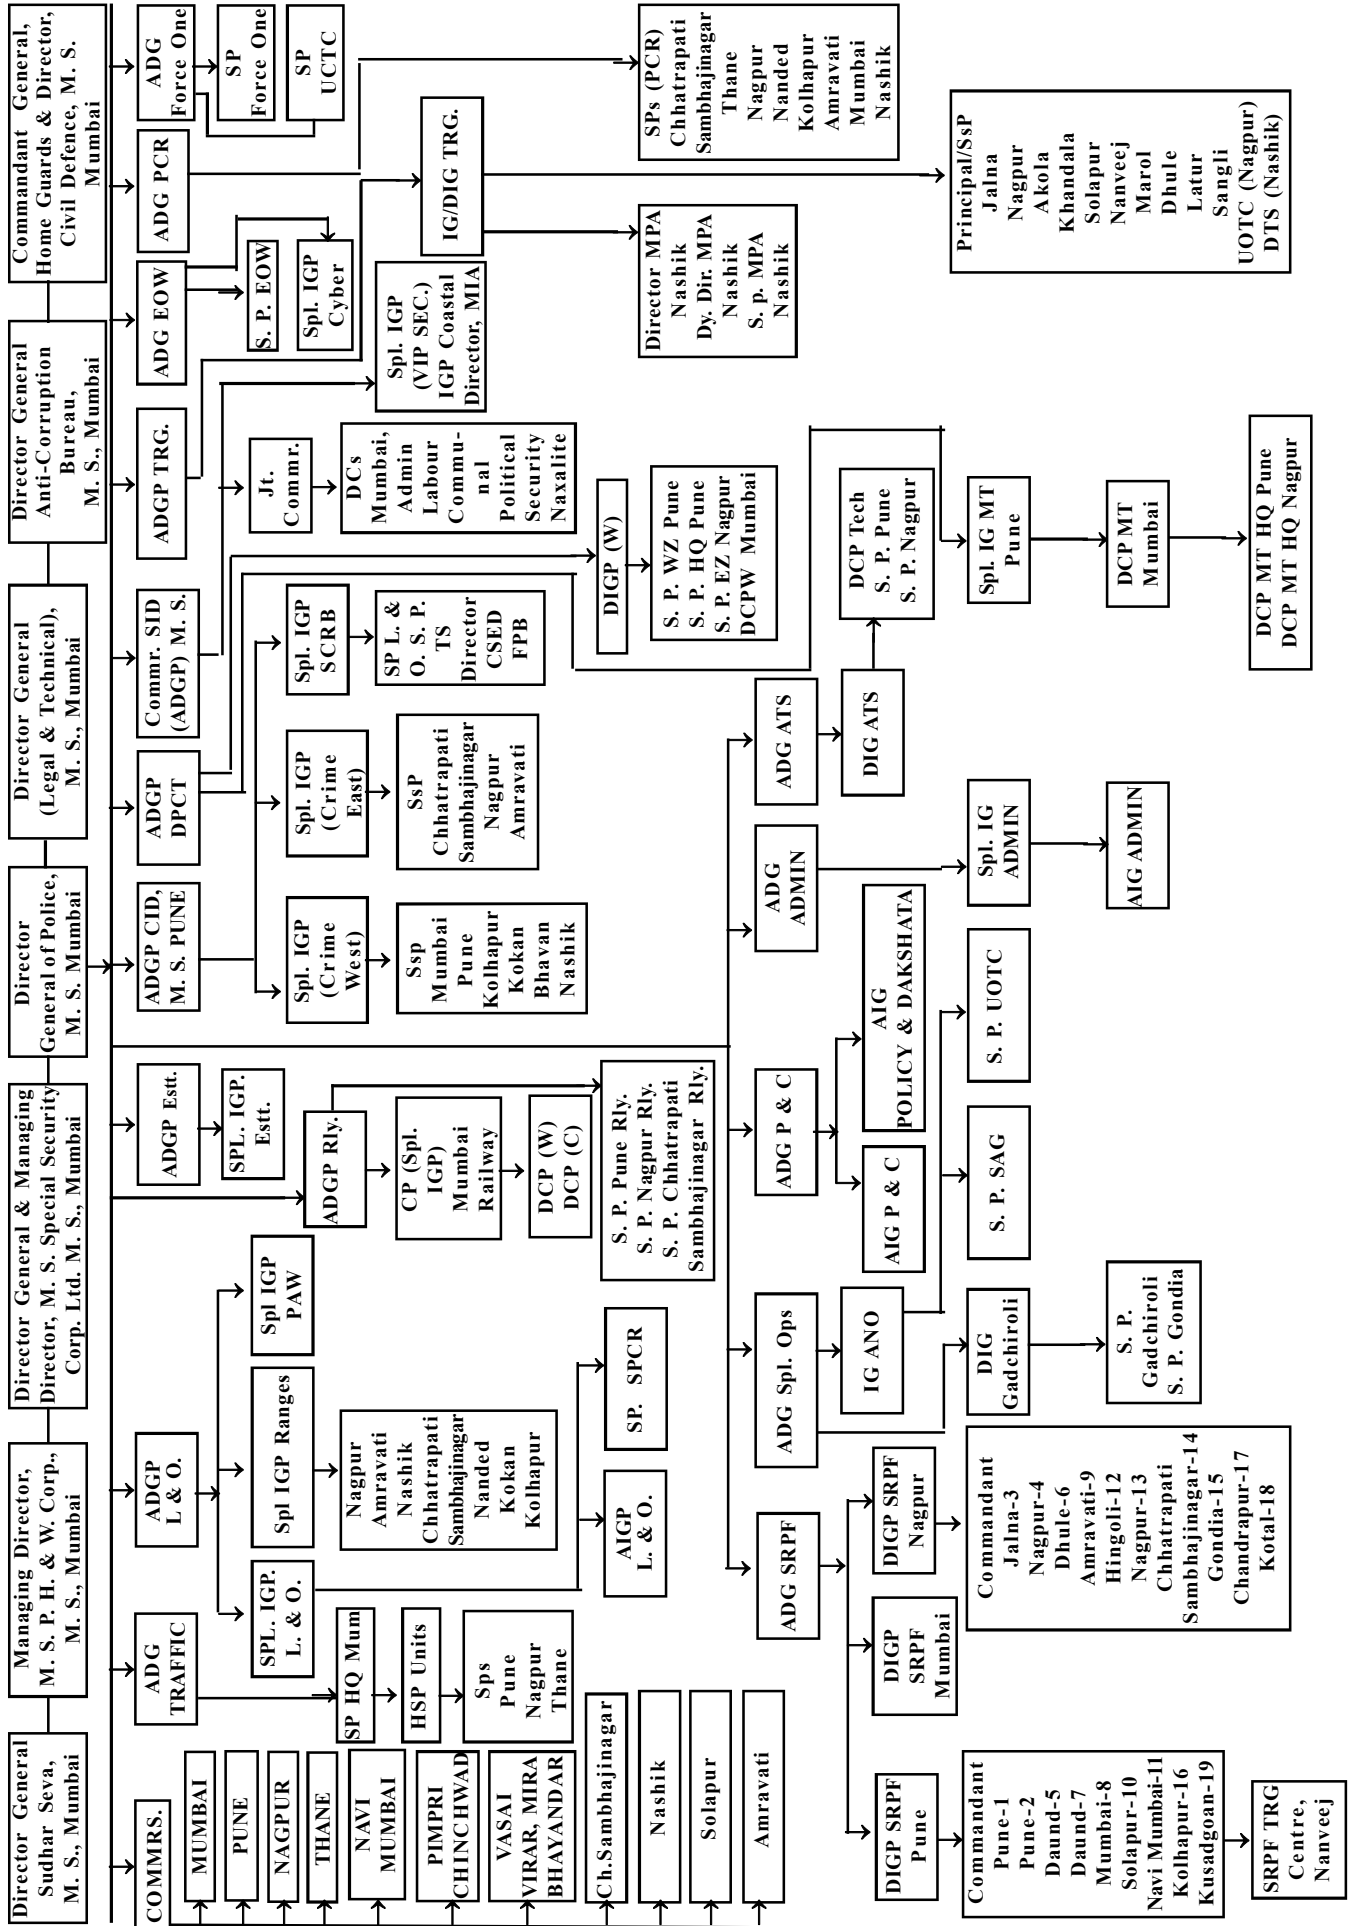 Director General
Sudhar Seva,
M. S., Mumbai
Managing Director,
M. S. P. H. & W. Corp.,
M. S., Mumbai
Director General & Managing
Director, M. S. Special Security
Corp. Ltd. M. S., Mumbai
Director
General of Police,
M. S. Mumbai
Director General
(Legal & Technical),
M. S., Mumbai
Director General
Anti-Corruption
Bureau,
M. S., Mumbai
Commandant General,
Home Guards & Director,
Civil Defence, M. S.
Mumbai
COMMRS.
MUMBAI
PUNE
NAGPUR
THANE
NAVI
MUMBAI
PIMPRI
CHINCHWAD
VASAI
VIRAR, MIRA
BHAYANDAR
Ch.Sambhajinagar
Nashik
Solapur
Amravati
ADG
TRAFFIC
SP HQ Mum
HSP Units
Sps
Pune
Nagpur
Thane
ADGP
L & O.
SPL. IGP.
L. & O.
Spl IGP Ranges
Spl IGP
PAW
Nagpur
Amravati
Nashik
Chhatrapati
Sambhajinagar
Nanded
Kokan
Kolhapur
AIGP
L. & O.
SP. SPCR
ADGP Estt.
SPL. IGP.
Estt.
ADGP Rly.
CP (Spl.
IGP)
Mumbai
Railway
DCP (W)
DCP (C)
S. P. Pune Rly.
S. P. Nagpur Rly.
S. P. Chhatrapati
Sambhajinagar Rly.
ADGP CID,
M. S. PUNE
Spl. IGP
(Crime
West)
Ssp
Mumbai
Pune
Kolhapur
Kokan
Bhavan
Nashik
Spl. IGP
(Crime
East)
SsP
Chhatrapati
Sambhajinagar
Nagpur
Amravati
Spl. IGP
SCRB
SP L. &
O. S. P.
TS
Director
CSED
FPB
ADGP
DPCT
DIGP (W)
S. P. WZ Pune
S. P. HQ Pune
S. P. EZ Nagpur
DCPW Mumbai
Commr. SID
(ADGP) M. S.
Jt.
Commr.
DCs
Mumbai,
Admin
Labour
Commu-
nal
Political
Security
Naxalite
Spl. IGP
(VIP SEC.)
IGP Coastal
Director, MIA
ADGP TRG.
IG/DIG TRG.
Director MPA
Nashik
Dy. Dir. MPA
Nashik
S. p. MPA
Nashik
Principal/SsP
Jalna
Nagpur
Akola
Khandala
Solapur
Nanveej
Marol
Dhule
Latur
Sangli
UOTC (Nagpur)
DTS (Nashik)
ADG EOW
S. P. EOW
Spl. IGP
Cyber
ADG PCR
SPs (PCR)
Chhatrapati
Sambhajinagar
Thane
Nagpur
Nanded
Kolhapur
Amravati
Mumbai
Nashik
ADG
Force One
SP
Force One
SP
UCTC
ADG SRPF
DIGP SRPF
Pune
Commandant
Pune-1
Pune-2
Daund-5
Daund-7
Mumbai-8
Solapur-10
Navi Mumbai-11
Kolhapur-16
Kusadgoan-19
SRPF TRG
Centre,
Nanveej
DIGP
SRPF
Mumbai
DIGP SRPF
Nagpur
Commandant
Jalna-3
Nagpur-4
Dhule-6
Amravati-9
Hingoli-12
Nagpur-13
Chhatrapati
Sambhajinagar-14
Gondia-15
Chandrapur-17
Kotal-18
ADG Spl. Ops
IG ANO
DIG
Gadchiroli
S. P.
Gadchiroli
S. P. Gondia
S. P. SAG
S. P. UOTC
ADG P & C
AIG P & C
AIG
POLICY & DAKSHATA
ADG
ADMIN
Spl. IG
ADMIN
AIG ADMIN
ADG ATS
DIG ATS
DCP Tech
S. P. Pune
S. P. Nagpur
Spl. IG MT
Pune
DCP MT
Mumbai
DCP MT HQ Pune
DCP MT HQ Nagpur